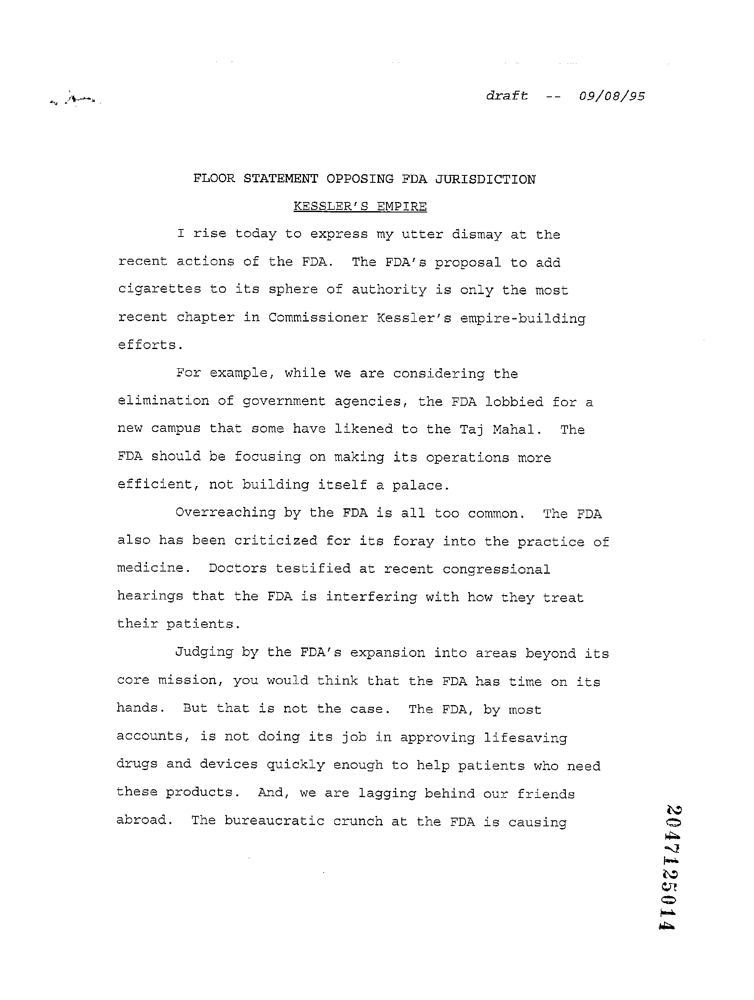 draft -- 09/08/95
FLOOR STATEMENT OPPOSING FDA JURISDICTION
KESSLER'S EMPIRE
I rise today to express my utter dismay at the
recent actions of the FDA. The FDA's proposal to add
cigarettes to its sphere of authority is only the most
recent chapter in Commissioner Kessler's empire-building
efforts.
For example, while we are considering the
elimination of government agencies, the FDA lobbied for a
new campus that some have likened to the Taj Mahal. The
FDA should be focusing on making its operations more
efficient, not building itself a palace.
Overreaching by the FDA is all too common. The FDA
also has been criticized for its foray into the practice of
medicine. Doctors testified at recent congressional
hearings that the FDA is interfering with how they treat
their patients.
Judging by the FDA's expansion into areas beyond its
core mission, you would think that the FDA has time on its
hands. But that is not the case. The FDA, by most
accounts, is not doing its job in approving lifesaving
drugs and devices quickly enough to help patients who need
these products. And, we are lagging behind our friends
abroad. The bureaucratic crunch at the FDA is causing
2047125014